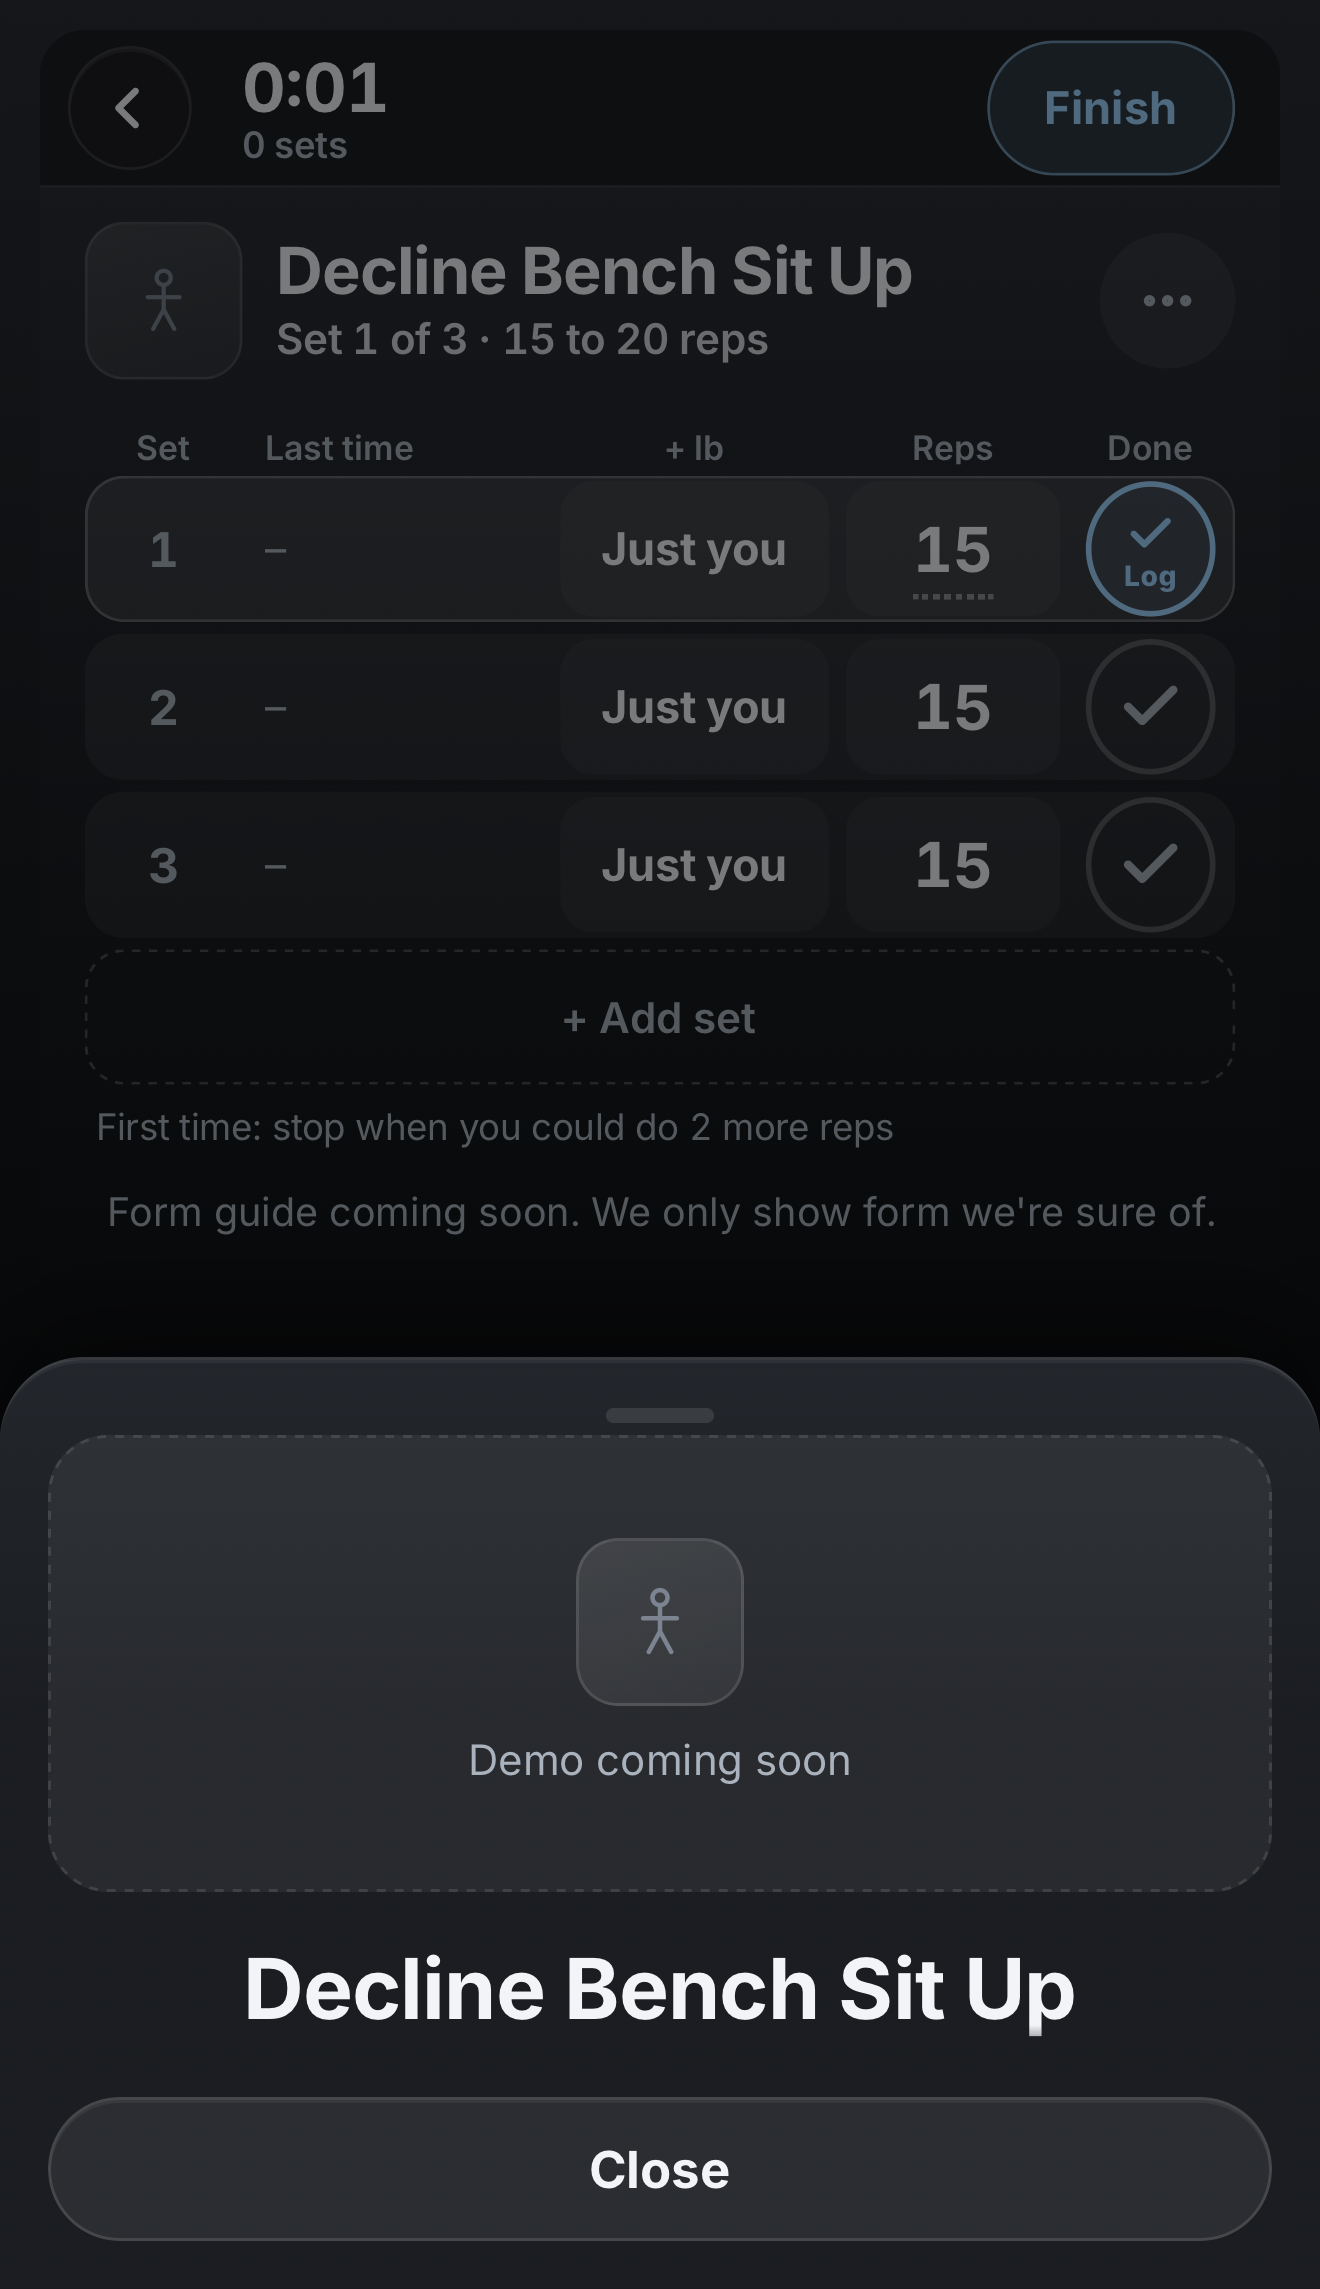 0:01
0 sets
Finish
Decline Bench Sit Up
Set 1 of 3 · 15 to 20 reps
Set Last time + lb Reps Done
1 – Just you 15 Log
2 – Just you 15
3 – Just you 15
+ Add set
First time: stop when you could do 2 more reps
Form guide coming soon. We only show form we're sure of.
Demo coming soon
Decline Bench Sit Up
Close